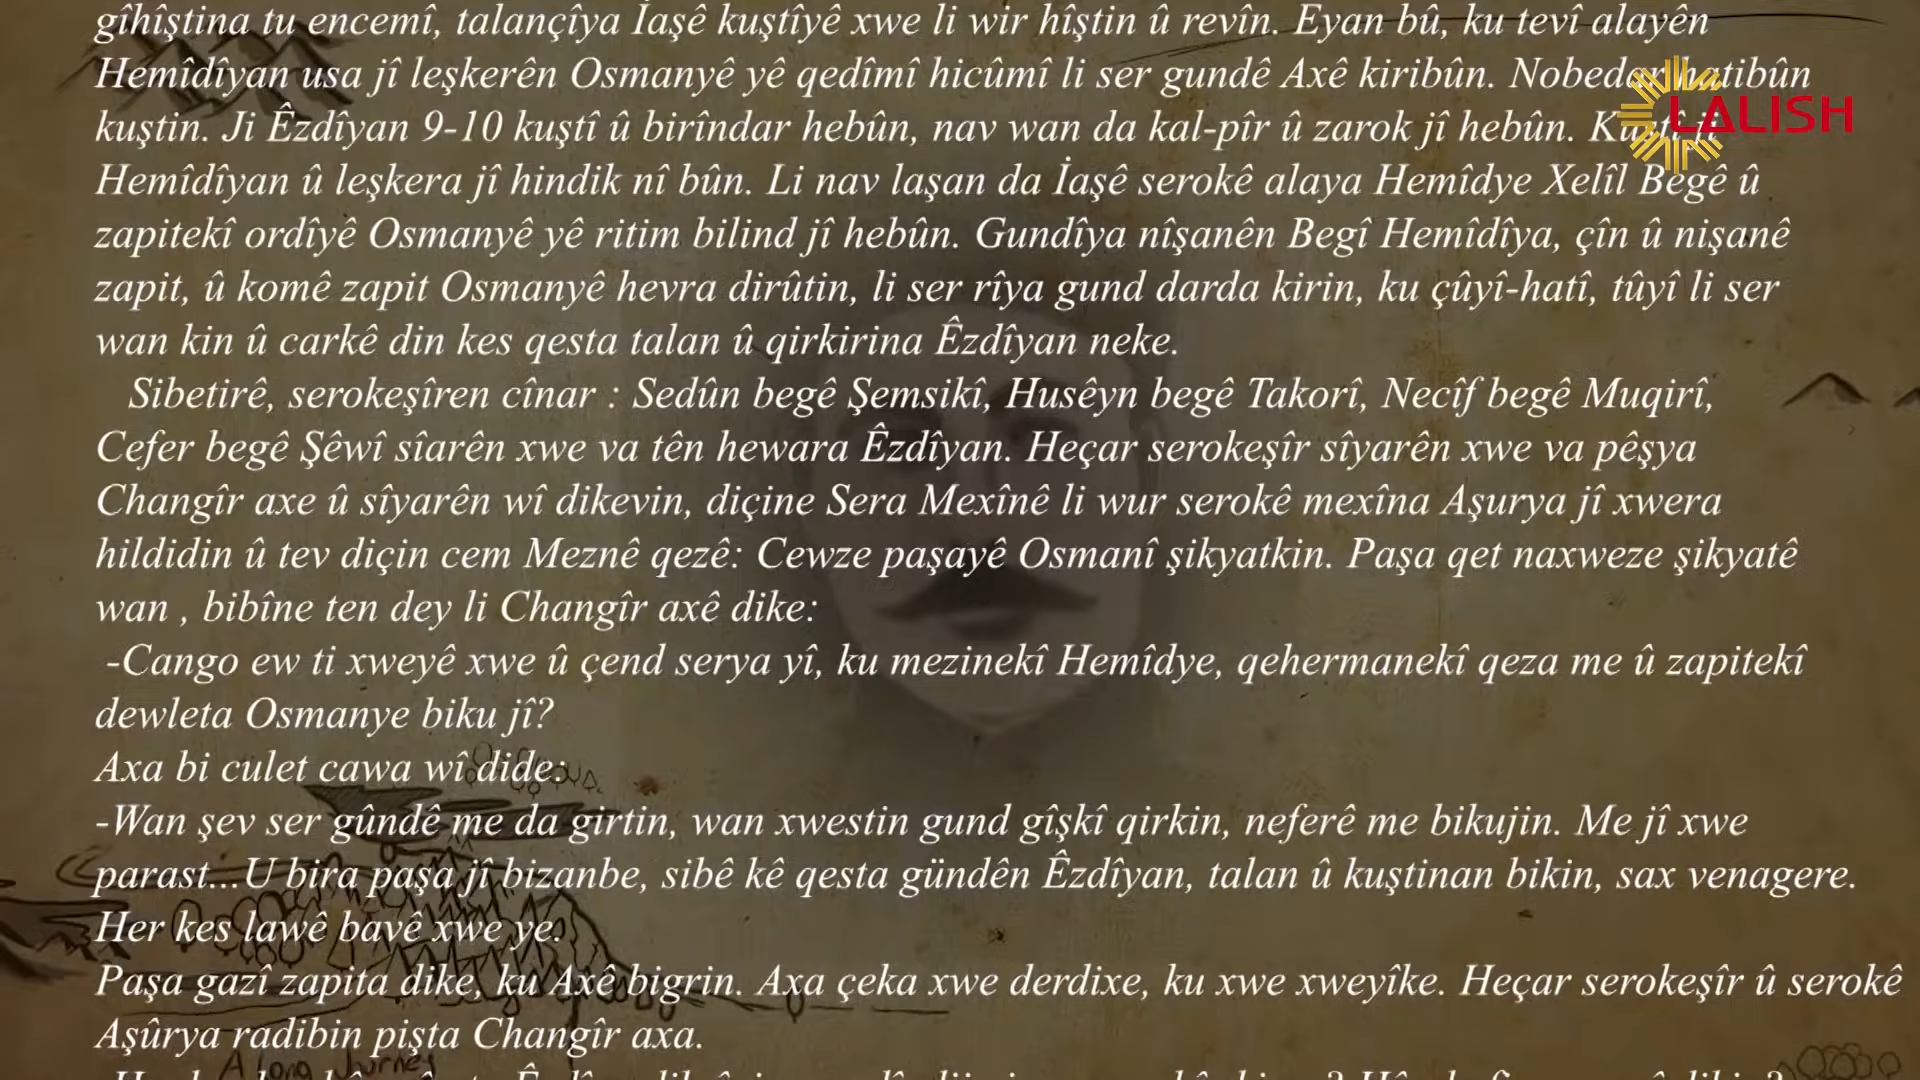 gîhîştina tu encemî, talançîya İaşê kuştîyê xwe li wir hîştin û revîn. Eyan bû, ku tevî alayên
Hemîdîyan usa jî leşkerên Osmanyê yê qedîmî hicûmî li ser gundê Axê kiribûn. Nobedar hatibûn
kuştin. Ji Êzdîyan 9-10 kuştî û birîndar hebûn, nav wan da kal-pîr û zarok jî hebûn. Kuştî ji
LALISH
Hemîdîyan û leşkera jî hindik nî bûn. Li nav laşan da İaşê serokê alaya Hemîdye Xelîl Begê û
zapitekî ordîyê Osmanyê yê ritim bilind jî hebûn. Gundîya nîşanên Begî Hemîdîya, çîn û nişanê
zapit, û komê zapit Osmanyê hevra dirûtin, li ser rîya gund darda kirin, ku çûyî-hatî, tûyî li ser
wan kin û carkê din kes qesta talan û qirkirina Êzdîyan neke.
Sibetirê, serokeşîren cînar : Sedûn begê Şemsikî, Husêyn begê Takorî, Necîf begê Muqirî,
Cefer begê Şêwî sîarên xwe va tên hewara Êzdîyan. Heçar serokeşîr sîyarên xwe va pêşya
Changîr axe û sîyarên wî dikevin, diçine Sera Mexînê li wur serokê mexîna Aşurya jî xwera
hildidin û tev diçin cem Meznê qezê: Cewze paşayê Osmanî şikyatkin. Paşa qet naxweze şikyatê
wan , bibîne ten dey li Changîr axê dike:
-Cango ew ti xweyê xwe û çend serya yî, ku mezinekî Hemîdye, qehermanekî qeza me û zapitekî
dewleta Osmanye biku jî?
Axa bi culet cawa wî dide:
-Wan şev ser gûndê me da girtin, wan xwestin gund gîşkî qirkin, neferê me bikujin. Me jî xwe
parast...U bira paşa jî bizanbe, sibê kê qesta gündên Êzdîyan, talan û kuştinan bikin, sax venagere.
Her kes lawê bavê xwe ye.
Paşa gazî zapita dike, ku Axê bigrin. Axa çeka xwe derdixe, ku xwe xweyîke. Heçar serokeşîr û serokê
Aşûrya radibin pişta Changîr axa.
A long Journey